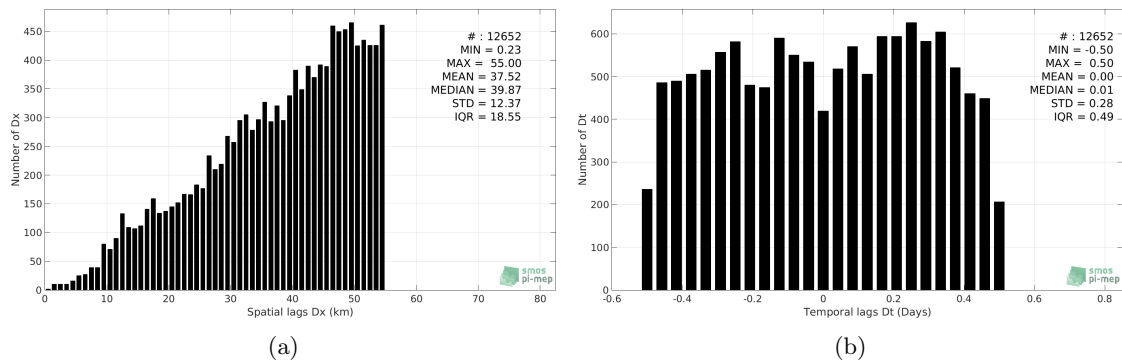 450
400
350
300
250
200
150
100
50
0
Number of Dx
# : 12652
MIN = 0.23
MAX = 55.00
MEAN = 37.52
MEDIAN = 39.87
STD = 12.37
IQR = 18.55
smos
pi-mep
0 10 20 30 40 50 60 70 80
Spatial lags Dx (km)
(a)
600
500
400
300
200
100
0
Number of Dt
# : 12652
MIN = -0.50
MAX = 0.50
MEAN = 0.00
MEDIAN = 0.01
STD = 0.28
IQR = 0.49
smos
pi-mep
-0.6 -0.4 -0.2 0 0.2 0.4 0.6 0.8
Temporal lags Dt (Days)
(b)